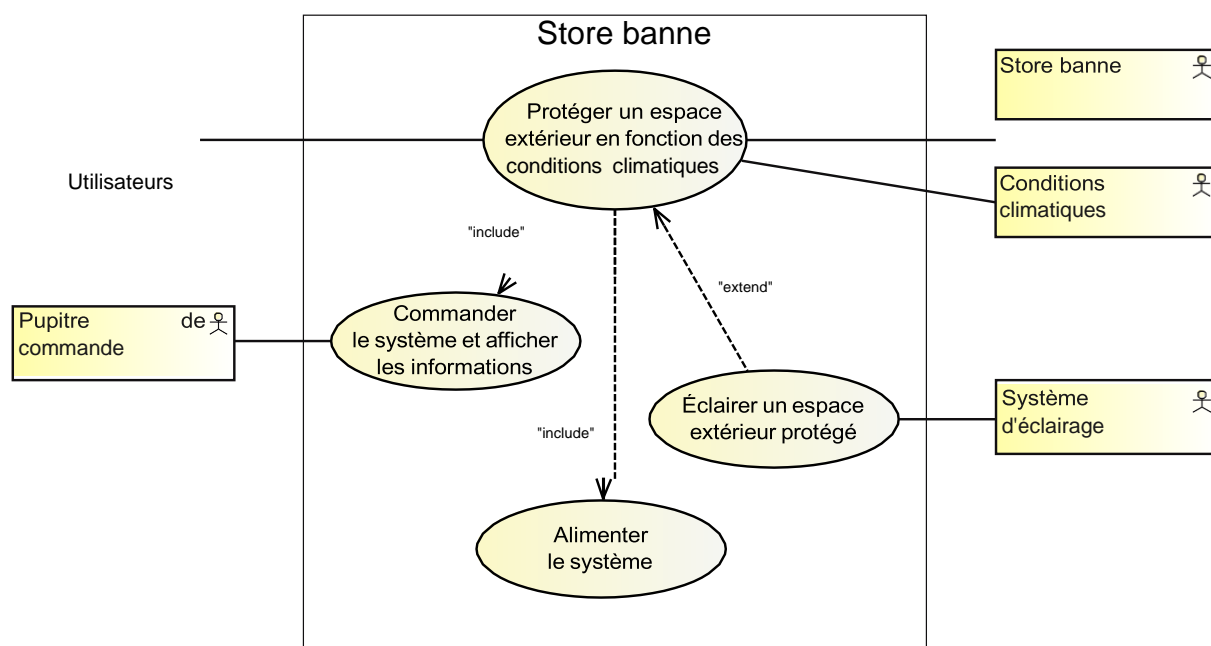 Store banne
Protéger un espace
extérieur en fonction des
conditions climatiques
Store banne
Utilisateurs
Conditions
climatiques
"include"
"extend"
Pupitre de
commande
Commander
le système et afficher
les informations
Éclairer un espace
extérieur protégé
Système
d'éclairage
"include"
Alimenter
le système